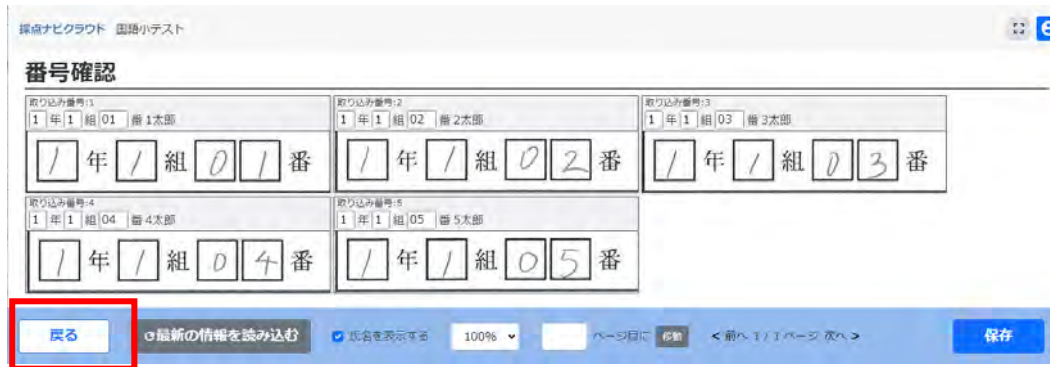 採点ナビクラウド 国語小テスト
番号確認
取り込み番号:1
1 年 1 組 01 番 1太郎
1 年 1 組 0 1 番
取り込み番号:2
1 年 1 組 02 番 2太郎
1 年 1 組 0 2 番
取り込み番号:3
1 年 1 組 03 番 3太郎
1 年 1 組 0 3 番
取り込み番号:4
1 年 1 組 04 番 4太郎
1 年 1 組 0 4 番
取り込み番号:5
1 年 1 組 05 番 5太郎
1 年 1 組 0 5 番
戻る 最新の情報を読み込む 氏名を表示する 100% ページ目に 移動 < 前へ 1 / 1 ページ 次へ > 保存